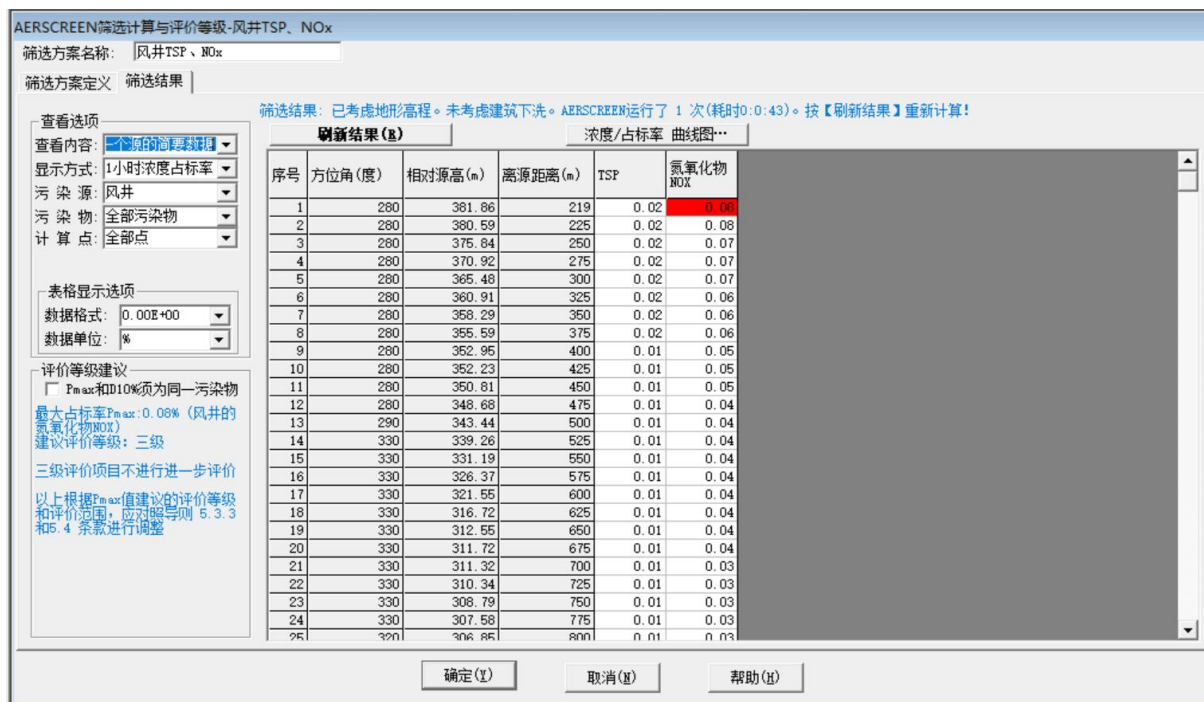 AERSCREEN筛选计算与评价等级-风井TSP、NOx
筛选方案名称: 风井TSP、NOx
筛选方案定义 筛选结果
筛选结果: 已考虑地形高程。未考虑建筑下洗。AERSCREEN运行了 1 次(耗时0:0:43)。按【刷新结果】重新计算!
查看选项
查看内容: 一个源的简要数据
显示方式: 1小时浓度占标率
污 染 源: 风井
污 染 物: 全部污染物
计 算 点: 全部点
表格显示选项
数据格式: 0.00E+00
数据单位: %
评价等级建议
Pmax和D10%须为同一污染物
最大占标率Pmax:0.08% (风井的
氮氧化物NOX)
建议评价等级: 三级
三级评价项目不进行进一步评价
以上根据Pmax值建议的评价等级
和评价范围,应对照导则 5.3.3
和5.4 条款进行调整
刷新结果(R) 浓度/占标率 曲线图…
序号 方位角(度) 相对源高(m) 离源距离(m) TSP 氮氧化物NOX
1 280 381.86 219 0.02 0.08
2 280 380.59 225 0.02 0.08
3 280 375.84 250 0.02 0.07
4 280 370.92 275 0.02 0.07
5 280 365.48 300 0.02 0.07
6 280 360.91 325 0.02 0.06
7 280 358.29 350 0.02 0.06
8 280 355.59 375 0.02 0.06
9 280 352.95 400 0.01 0.05
10 280 352.23 425 0.01 0.05
11 280 350.81 450 0.01 0.05
12 280 348.68 475 0.01 0.04
13 290 343.44 500 0.01 0.04
14 330 339.26 525 0.01 0.04
15 330 331.19 550 0.01 0.04
16 330 326.37 575 0.01 0.04
17 330 321.55 600 0.01 0.04
18 330 316.72 625 0.01 0.04
19 330 312.55 650 0.01 0.04
20 330 311.72 675 0.01 0.04
21 330 311.32 700 0.01 0.03
22 330 310.34 725 0.01 0.03
23 330 308.79 750 0.01 0.03
24 330 307.58 775 0.01 0.03
25 320 306.85 800 0.01 0.03
确定(Y) 取消(N) 帮助(H)